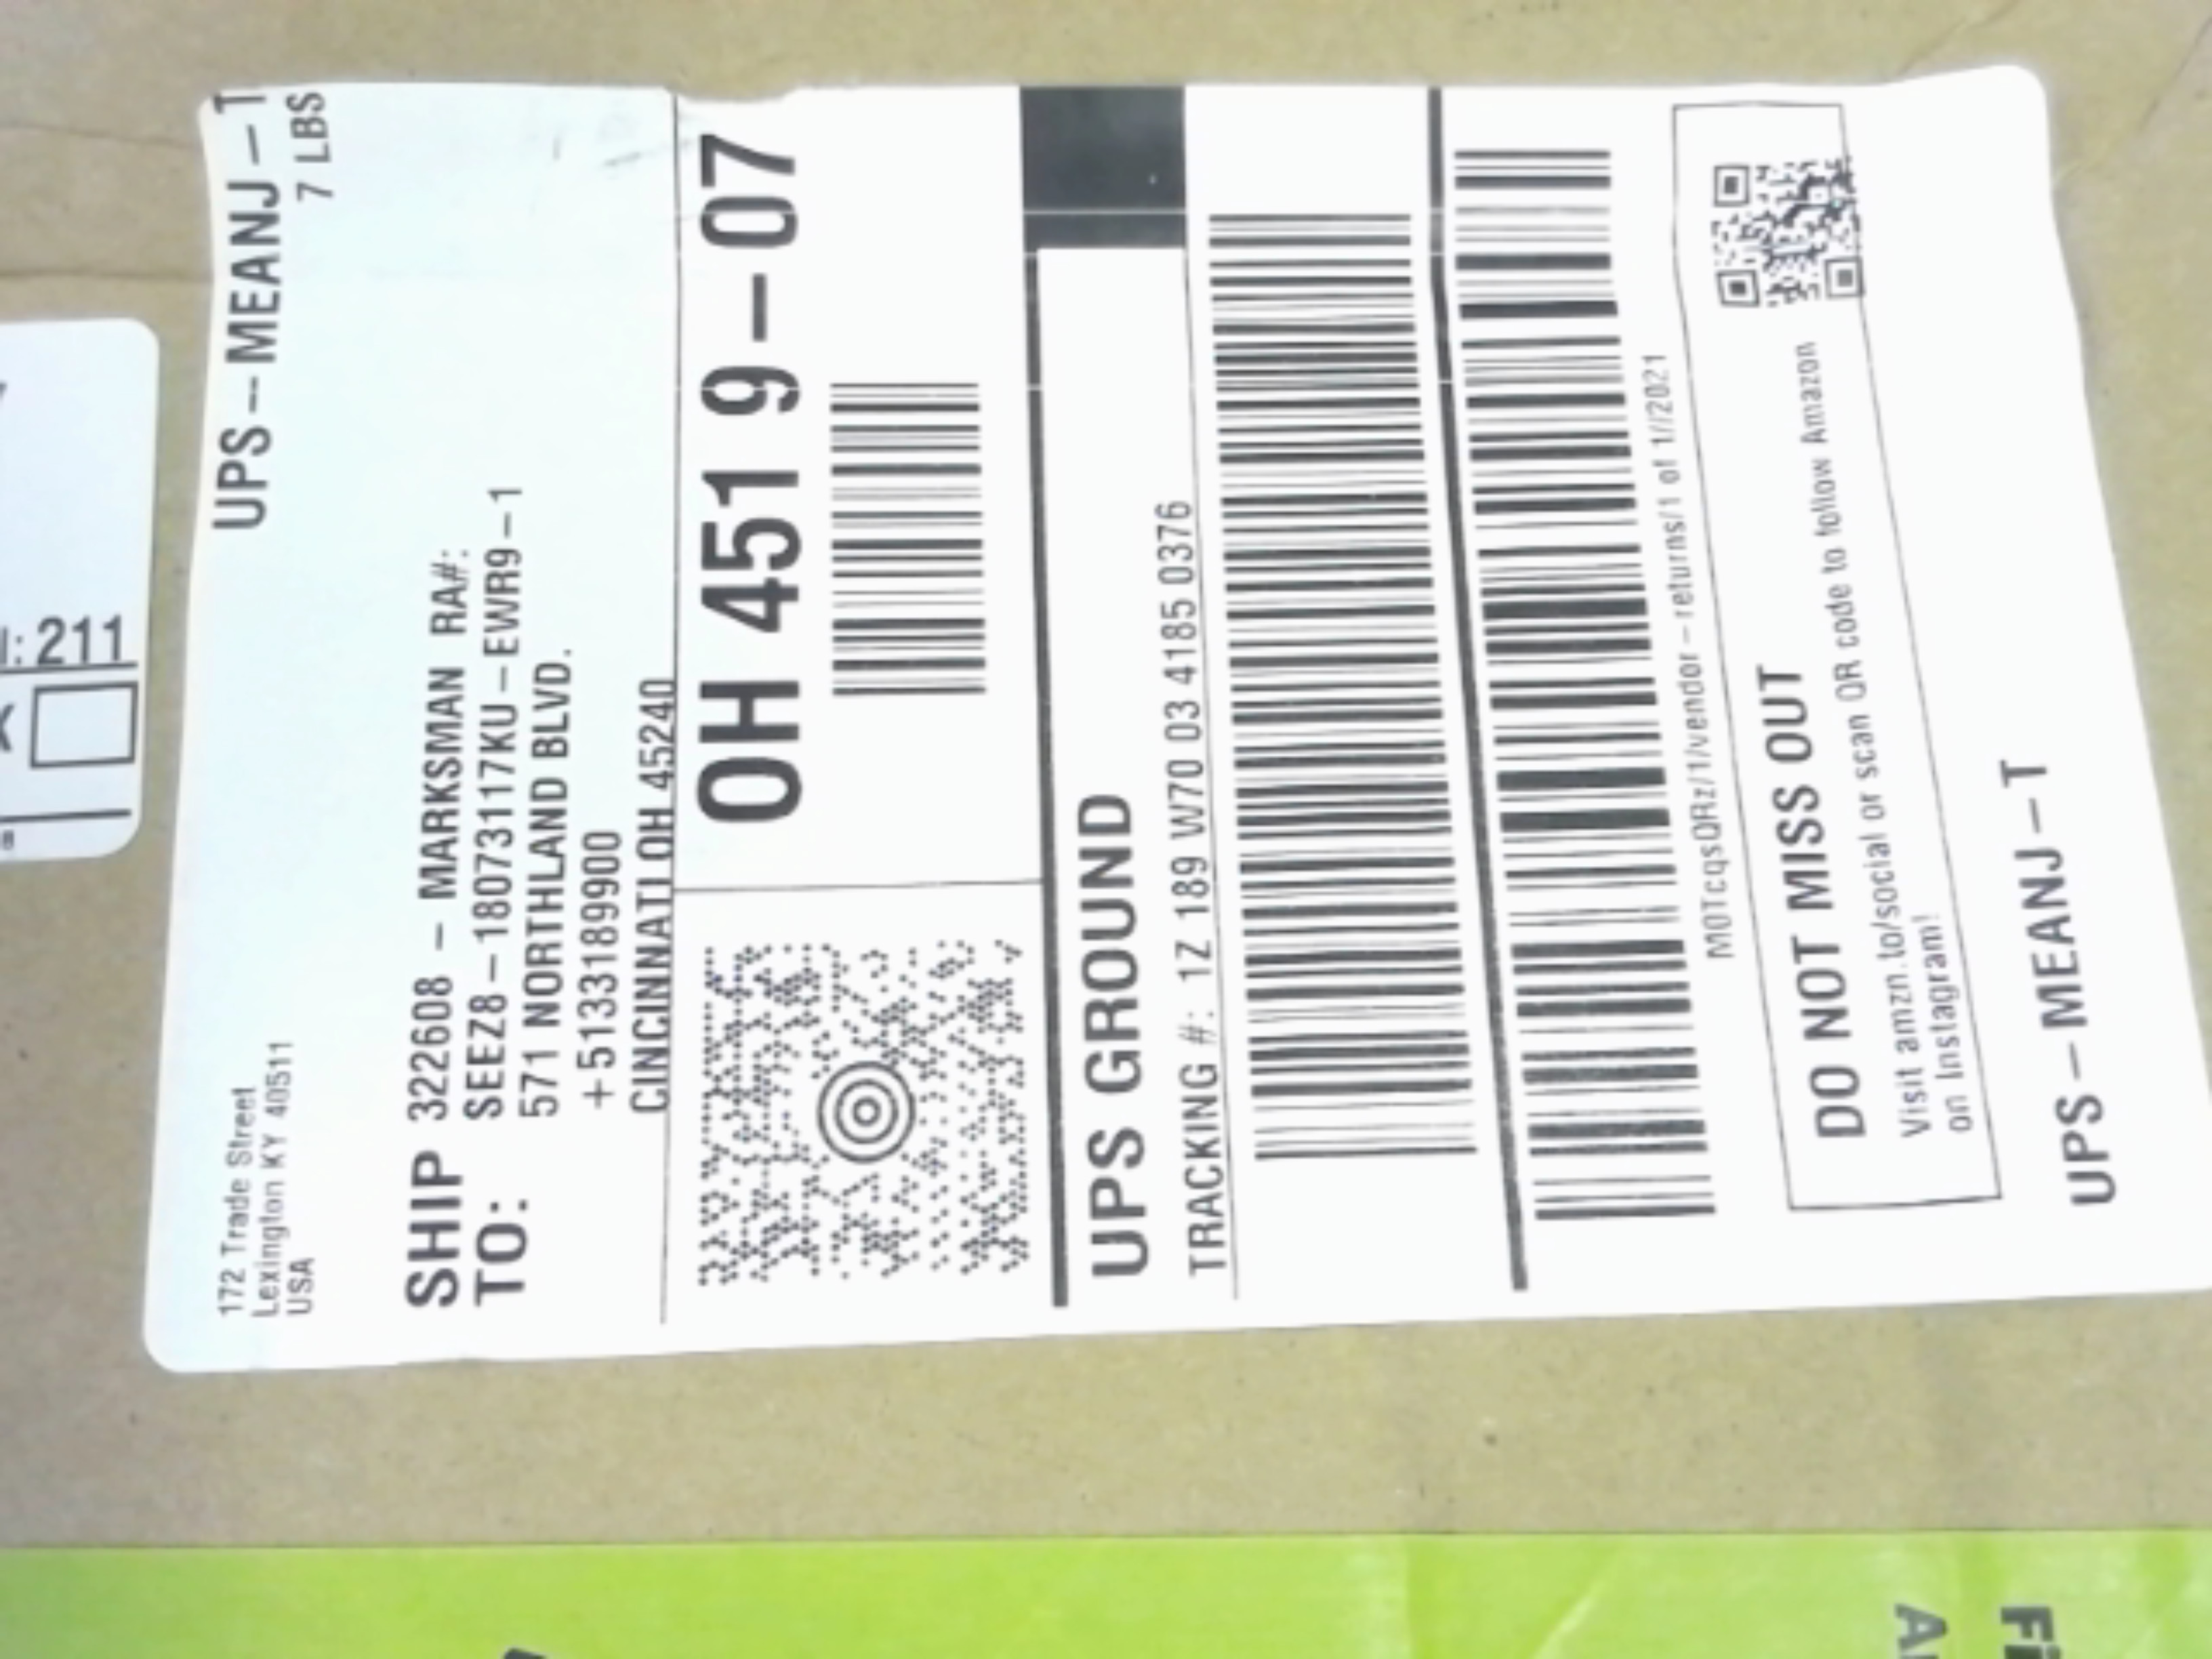 UPS–MEANJ–T
7 LBS
172 Trade Street
Lexington KY 40511
USA
SHIP TO:
322608 – MARKSMAN RA#:
SEEZ8–18073117KU–EWR9–1
571 NORTHLAND BLVD.
+5133189900
CINCINNATI OH 45240
OH 451 9–07
UPS GROUND
TRACKING #: 1Z 189 W70 03 4185 0376
M0TcqsQRz/1/vendor–returns/1 of 1/2021
DO NOT MISS OUT
Visit amzn.to/social or scan QR code to follow Amazon
on Instagram!
UPS–MEANJ–T
211